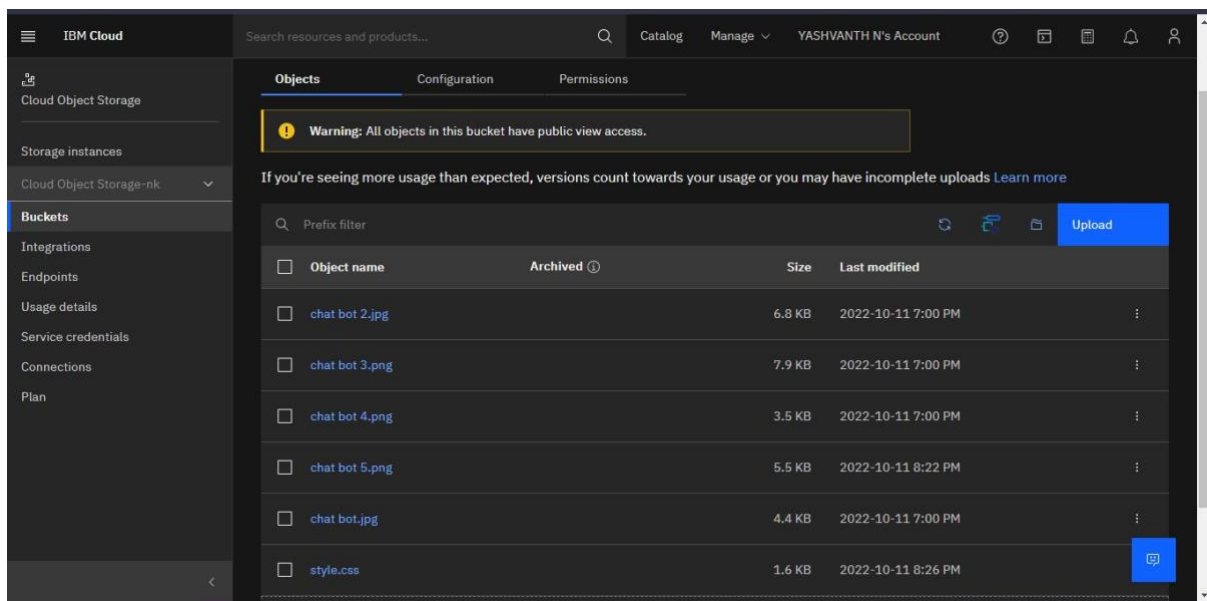 IBM Cloud
Search resources and products...
Catalog
Manage
YASHVANTH N's Account
Cloud Object Storage
Storage instances
Cloud Object Storage-nk
Buckets
Integrations
Endpoints
Usage details
Service credentials
Connections
Plan
Objects
Configuration
Permissions
Warning: All objects in this bucket have public view access.
If you're seeing more usage than expected, versions count towards your usage or you may have incomplete uploads Learn more
Prefix filter
Upload
Object name Archived Size Last modified
chat bot 2.jpg 6.8 KB 2022-10-11 7:00 PM
chat bot 3.png 7.9 KB 2022-10-11 7:00 PM
chat bot 4.png 3.5 KB 2022-10-11 7:00 PM
chat bot 5.png 5.5 KB 2022-10-11 8:22 PM
chat bot.jpg 4.4 KB 2022-10-11 7:00 PM
style.css 1.6 KB 2022-10-11 8:26 PM